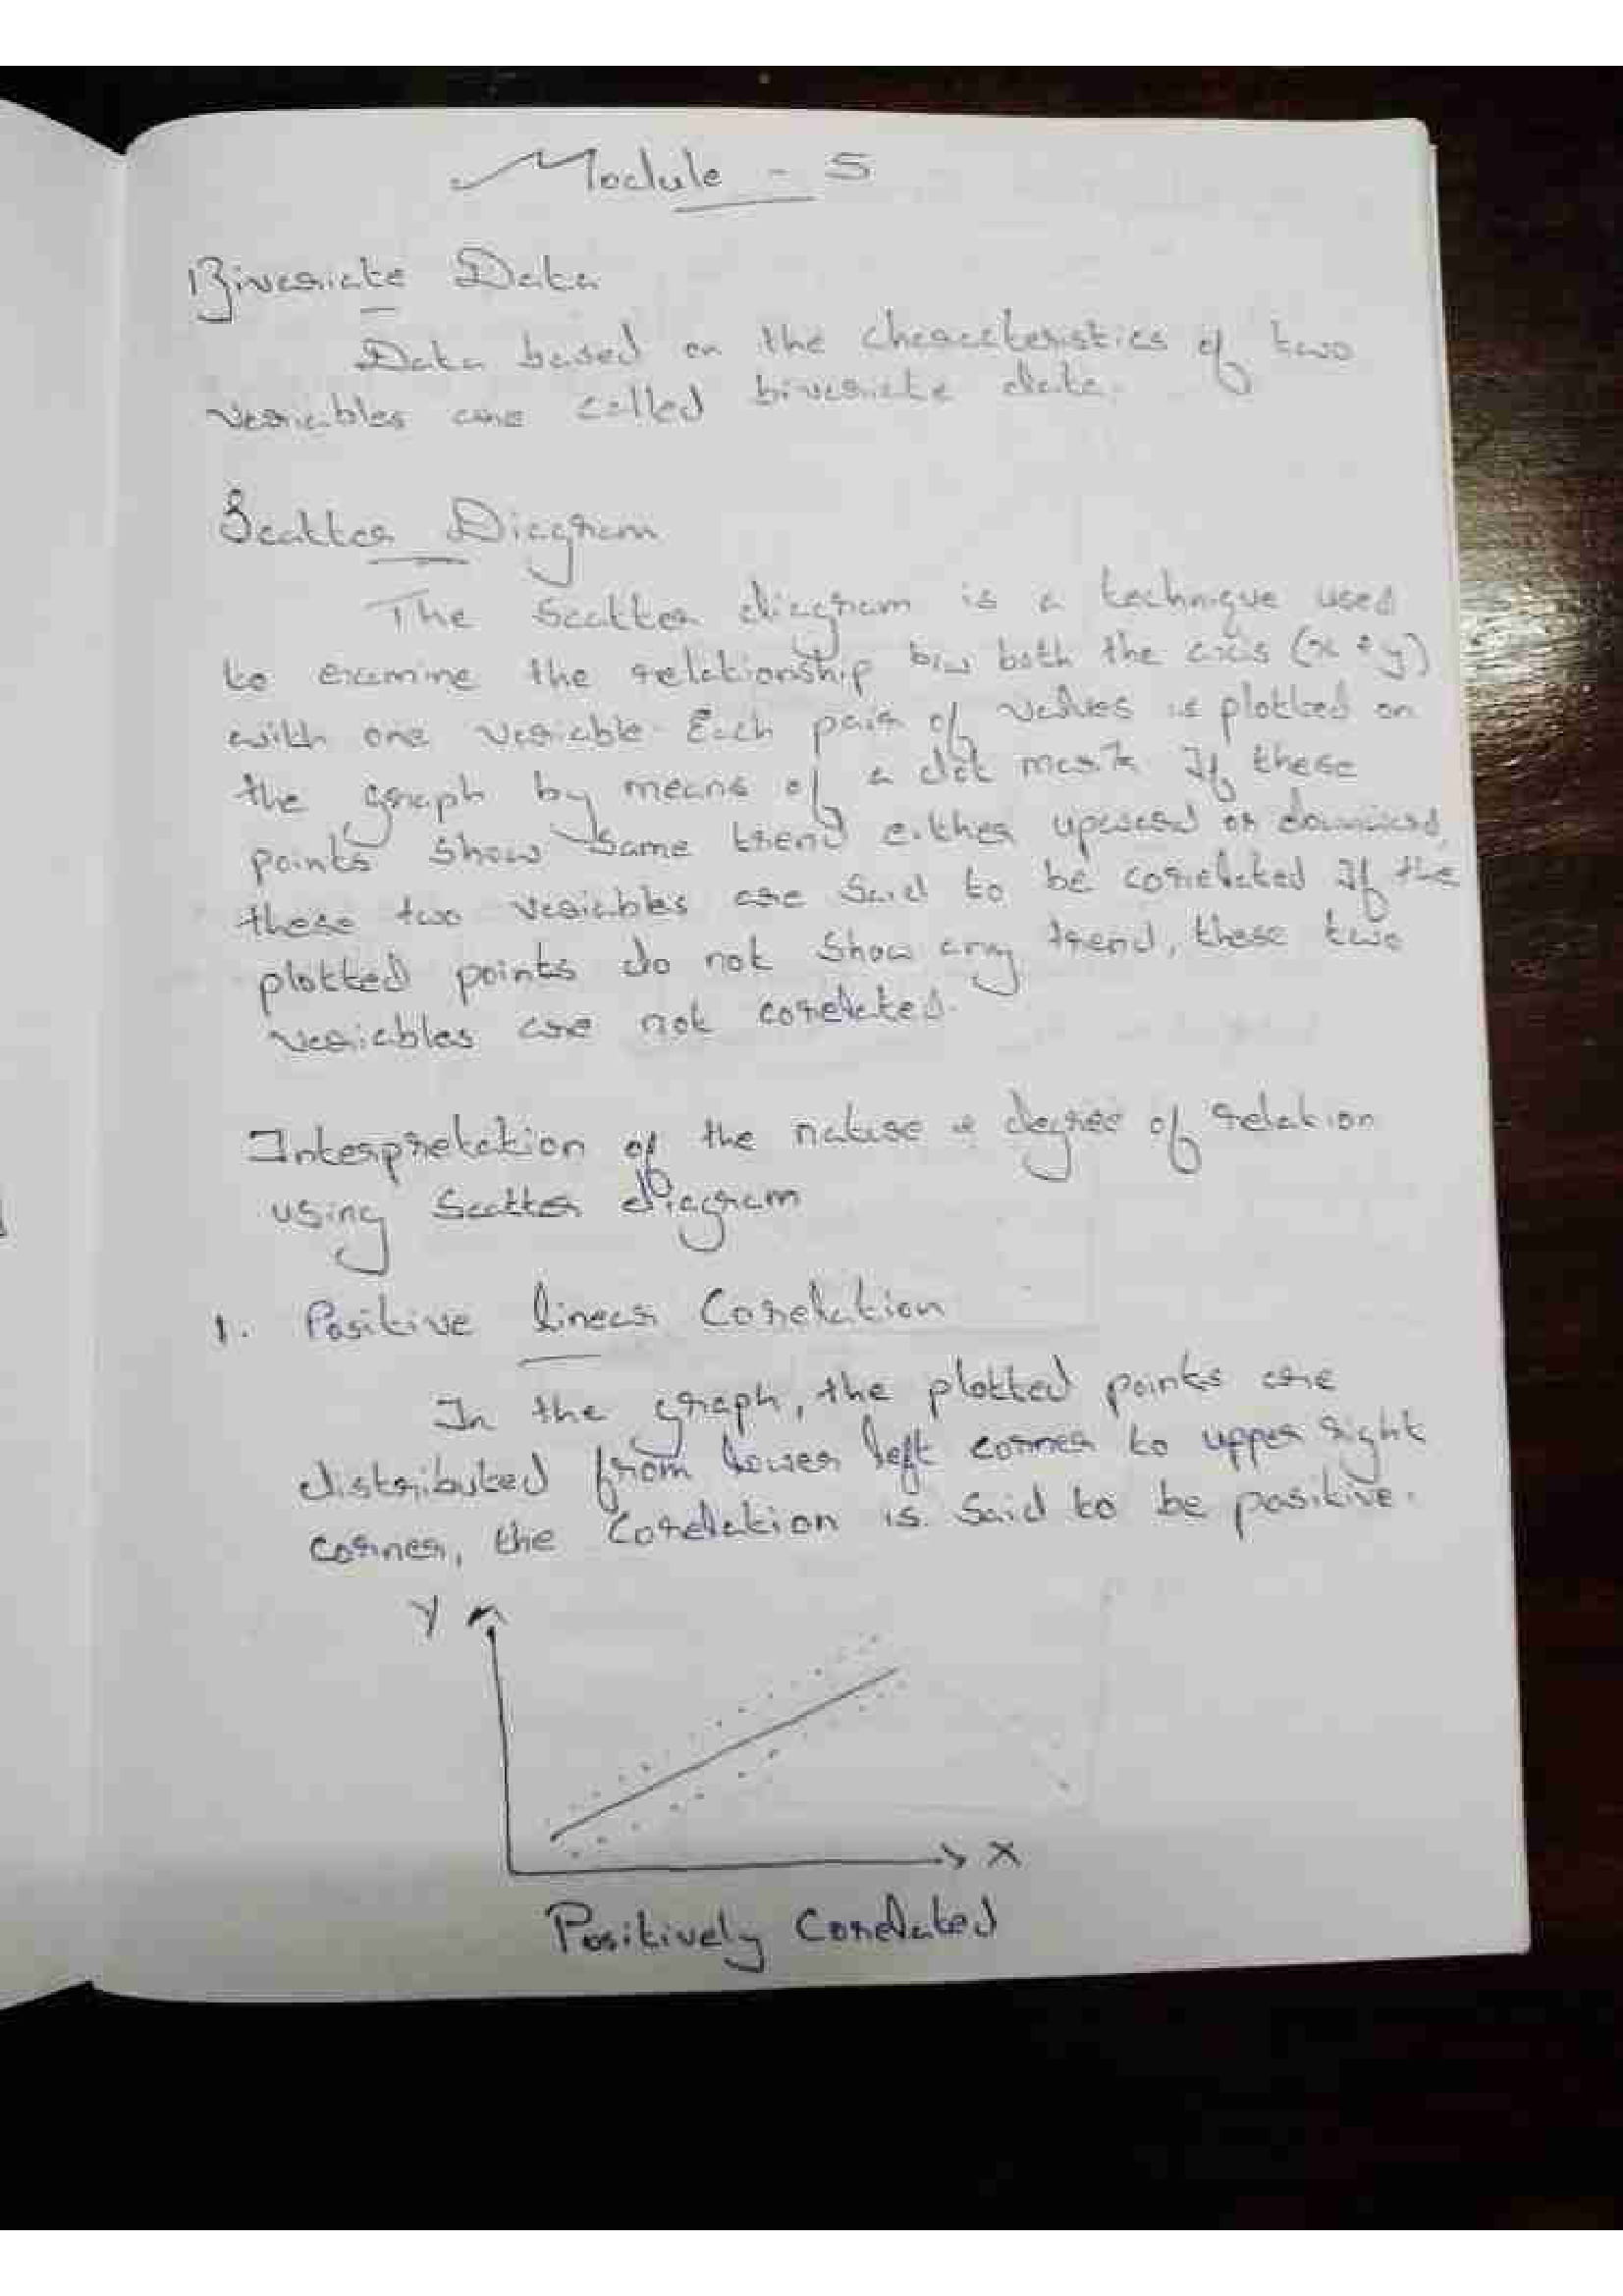 Module - 5
Bivariate Data
Data based on the characteristics of two
variables are called bivariate data.
Scatter Diagram
The Scatter diagram is a technique used
to examine the relationship b/w both the axis (x & y)
with one variable. Each pair of values is plotted on
the graph by means of a dot mark. If these
points show same trend either upward or downward,
these two variables are said to be corelated If the
plotted points do not show any trend, these two
variables are not corelated.
Interpretation of the nature & degree of relation
using Scatter diagram
1. Positive linear Corelation
In the graph, the plotted points are
distributed from lower left corner to upper right
corner, the Corelation is said to be positive.
Y
X
Positively Corelated